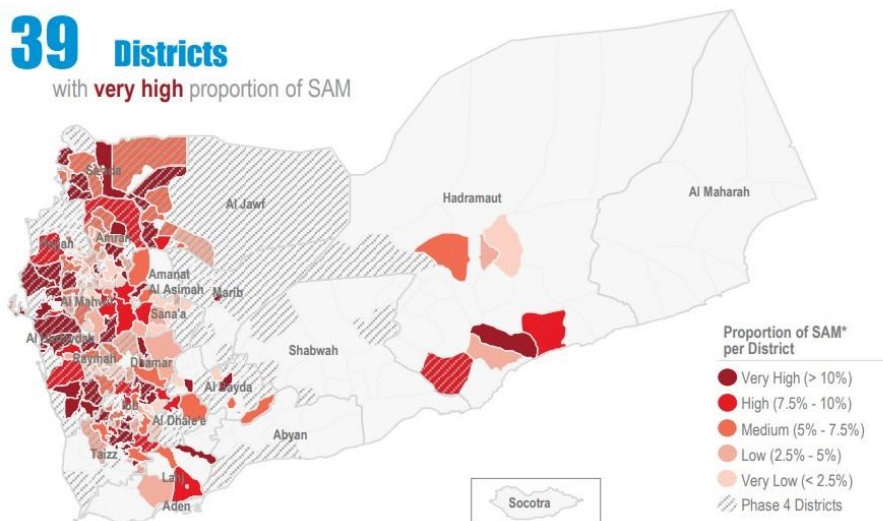 39 Districts
with very high proportion of SAM
Sa'ada
Al Jawf
Hadramaut
Al Maharah
Amran
Hajjah
Amanat
Al Asimah
Marib
Al Mahwit
Sana'a
Al Hudaydah
Shabwah
Raymah
Dhamar
Al Bayda
Ibb
Al Dhale'e
Abyan
Taizz
Lahj
Aden
Socotra
Proportion of SAM*
per District
Very High (> 10%)
High (7.5% - 10%)
Medium (5% - 7.5%)
Low (2.5% - 5%)
Very Low (< 2.5%)
Phase 4 Districts